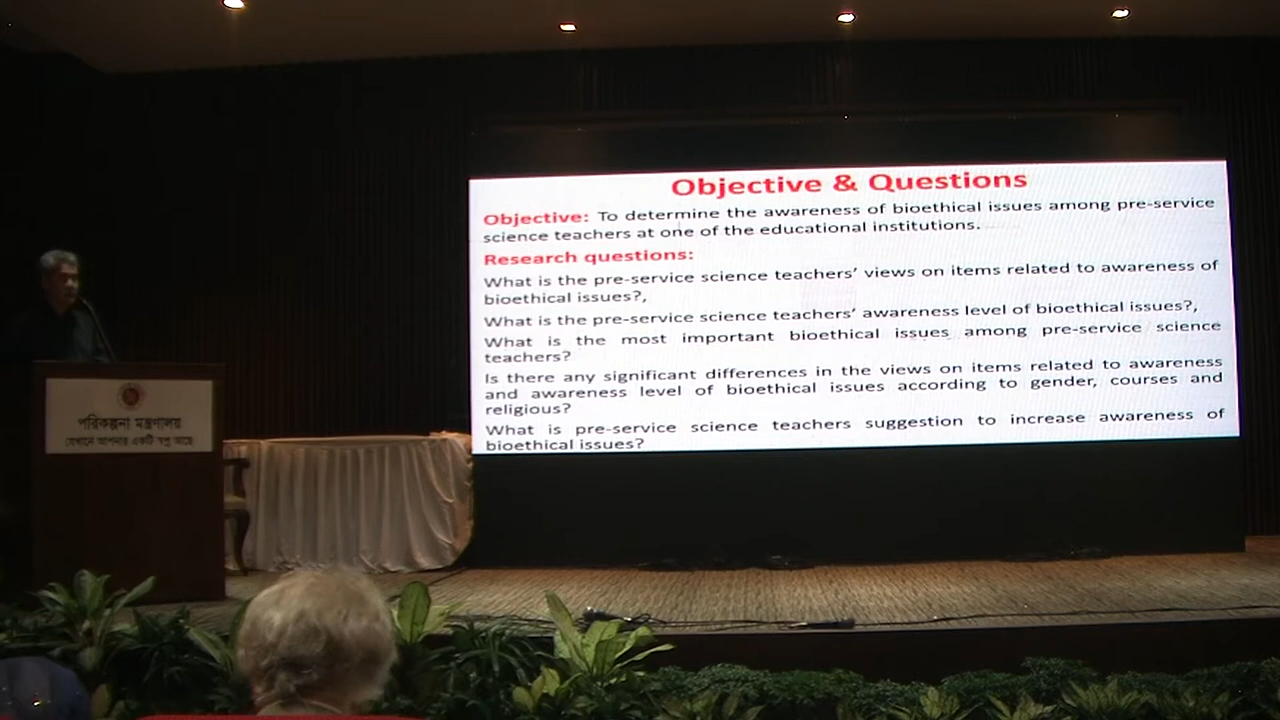 Objective & Questions
Objective: To determine the awareness of bioethical issues among pre-service
science teachers at one of the educational institutions.
Research questions:
What is the pre-service science teachers’ views on items related to awareness of
bioethical issues?,
What is the pre-service science teachers’ awareness level of bioethical issues?,
What is the most important bioethical issues among pre-service science
teachers?
Is there any significant differences in the views on items related to awareness
and awareness level of bioethical issues according to gender, courses and
religious?
What is pre-service science teachers suggestion to increase awareness of
bioethical issues?
পরিকল্পনা মন্ত্রণালয়
যেখানে আপনার একটি স্বপ্ন আছে